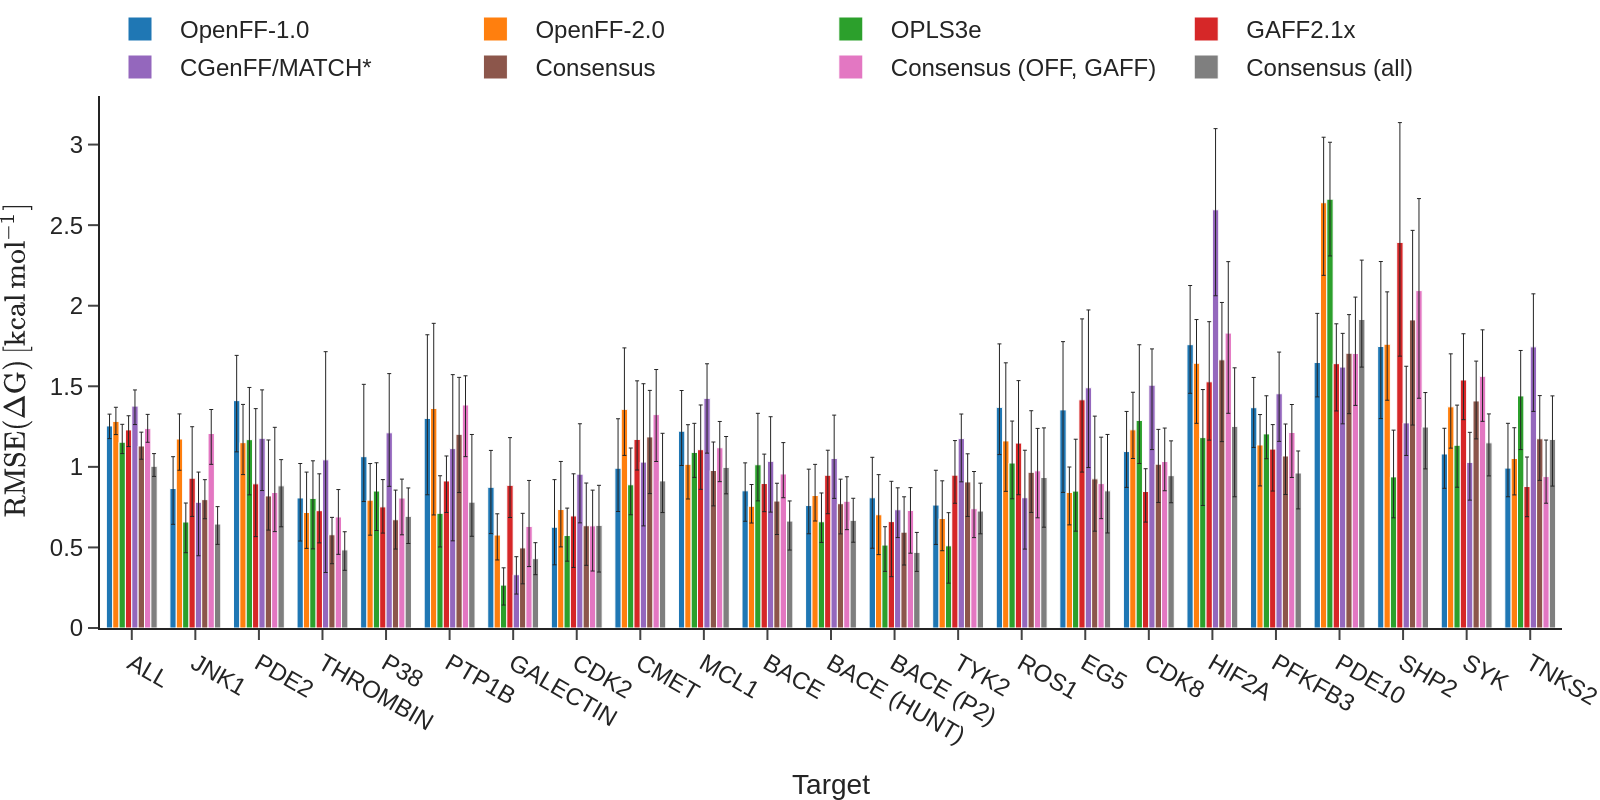 OpenFF-1.0 OpenFF-2.0 OPLS3e GAFF2.1x
CGenFF/MATCH* Consensus Consensus (OFF, GAFF) Consensus (all)
RMSE(ΔG) [kcal mol⁻¹]
3
2.5
2
1.5
1
0.5
0
ALL
JNK1
PDE2
THROMBIN
P38
PTP1B
GALECTIN
CDK2
CMET
MCL1
BACE
BACE (HUNT)
BACE (P2)
TYK2
ROS1
EG5
CDK8
HIF2A
PFKFB3
PDE10
SHP2
SYK
TNKS2
Target